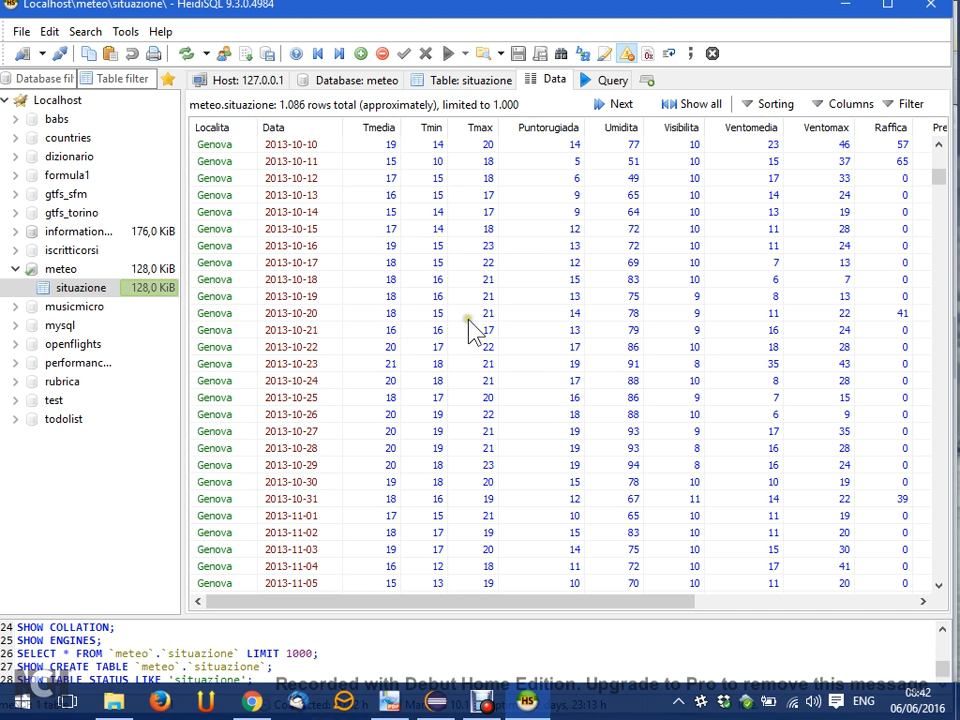 Localhost\meteo\situazione\ - HeidiSQL 9.3.0.4984
File Edit Search Tools Help
Database filt Table filter Host: 127.0.0.1 Database: meteo Table: situazione Data Query
Localhost
babs
countries
dizionario
formula1
gtfs_sfm
gtfs_torino
information... 176,0 KiB
iscritticorsi
meteo 128,0 KiB
situazione 128,0 KiB
musicmicro
mysql
openflights
performanc...
rubrica
test
todolist
meteo.situazione: 1.086 rows total (approximately), limited to 1.000 Next Show all Sorting Columns Filter
Localita Data Tmedia Tmin Tmax Puntorugiada Umidita Visibilita Ventomedia Ventomax Raffica Pre
Genova 2013-10-10 19 14 20 14 77 10 23 46 57
Genova 2013-10-11 15 10 18 5 51 10 15 37 65
Genova 2013-10-12 17 15 18 6 49 10 17 33 0
Genova 2013-10-13 16 15 17 9 65 10 14 24 0
Genova 2013-10-14 15 14 17 9 64 10 13 19 0
Genova 2013-10-15 17 14 18 12 72 10 11 28 0
Genova 2013-10-16 19 15 23 13 72 10 11 24 0
Genova 2013-10-17 18 15 22 12 69 10 7 13 0
Genova 2013-10-18 18 16 21 15 83 10 6 7 0
Genova 2013-10-19 18 16 21 13 75 9 8 13 0
Genova 2013-10-20 18 15 21 14 78 9 11 22 41
Genova 2013-10-21 16 16 17 13 79 9 16 24 0
Genova 2013-10-22 20 17 22 17 86 10 18 28 0
Genova 2013-10-23 21 18 21 19 91 8 35 43 0
Genova 2013-10-24 20 18 21 17 88 10 8 28 0
Genova 2013-10-25 18 17 20 16 86 9 7 15 0
Genova 2013-10-26 20 19 22 18 88 10 6 9 0
Genova 2013-10-27 20 19 21 19 93 9 17 35 0
Genova 2013-10-28 20 19 21 19 93 8 16 28 0
Genova 2013-10-29 20 18 23 19 94 8 16 24 0
Genova 2013-10-30 19 18 20 15 78 10 10 19 0
Genova 2013-10-31 18 16 19 12 67 11 14 22 39
Genova 2013-11-01 17 15 21 10 65 10 11 19 0
Genova 2013-11-02 18 17 19 15 83 10 11 20 0
Genova 2013-11-03 19 17 20 14 75 10 15 30 0
Genova 2013-11-04 16 12 18 11 72 10 17 41 0
Genova 2013-11-05 15 13 19 10 70 10 11 20 0
24 SHOW COLLATION;
25 SHOW ENGINES;
26 SELECT * FROM `meteo`.`situazione` LIMIT 1000;
27 SHOW CREATE TABLE `meteo`.`situazione`;
28 SHOW TABLE STATUS LIKE 'situazione';
Recorded with Debut Home Edition. Upgrade to Pro to remove this message
ENG
08:42
06/06/2016